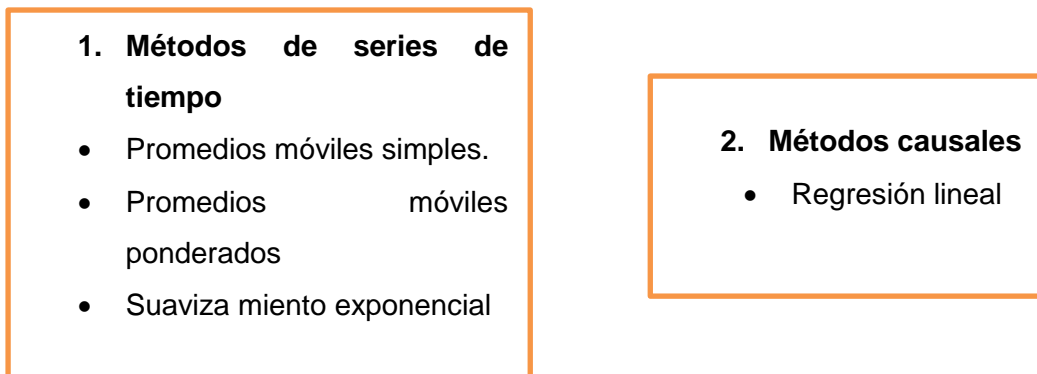 1. Métodos de series de
tiempo
• Promedios móviles simples.
• Promedios móviles
ponderados
• Suaviza miento exponencial
2. Métodos causales
• Regresión lineal